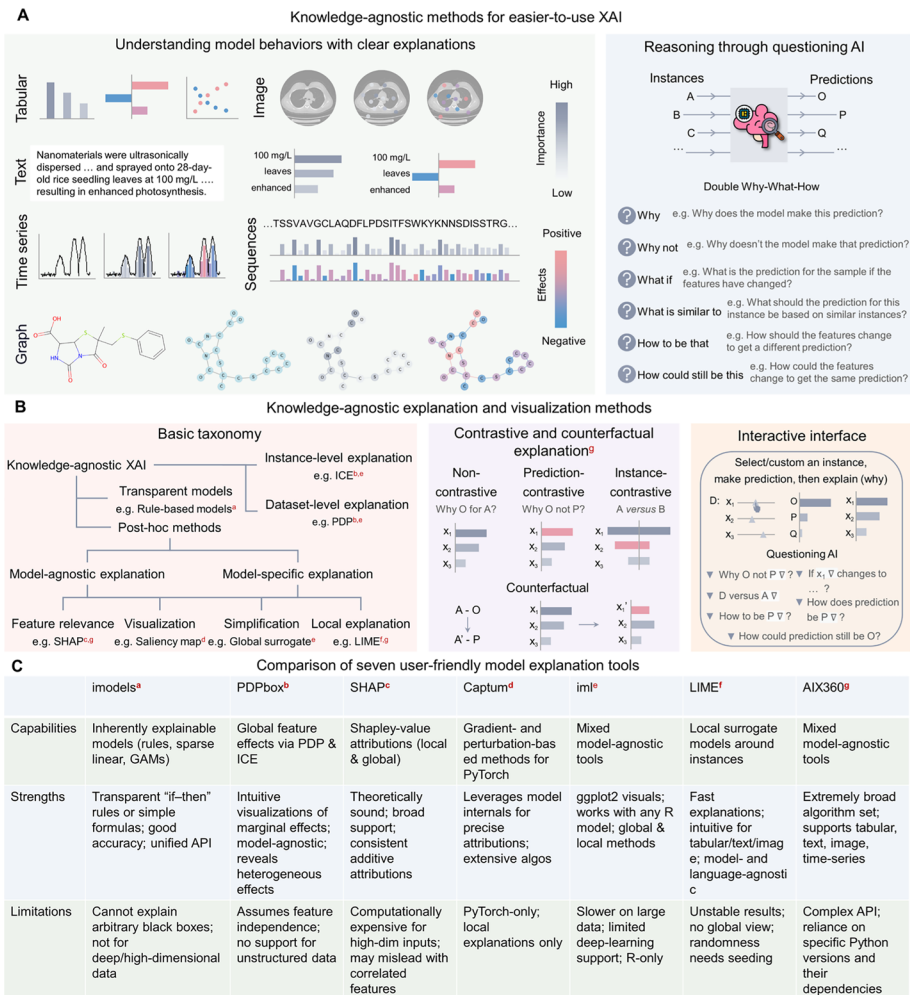 A
Knowledge-agnostic methods for easier-to-use XAI
Understanding model behaviors with clear explanations
Tabular
Image
High
Importance
Low
Text
Nanomaterials were ultrasonically
dispersed ... and sprayed onto 28-day-
old rice seedling leaves at 100 mg/L ....
resulting in enhanced photosynthesis.
100 mg/L
leaves
enhanced
100 mg/L
leaves
enhanced
Time series
Sequences
...TSSVAVGCLAQDFLPDSITFSWKYKNNSDISSTRG...
Positive
Effects
Negative
Graph
OH
O
S
S
N
HN
O
O
Reasoning through questioning AI
Instances
Predictions
A
O
B
P
C
Q
...
...
Double Why-What-How
? Why e.g. Why does the model make this prediction?
? Why not e.g. Why doesn't the model make that prediction?
? What if e.g. What is the prediction for the sample if the
features have changed?
? What is similar to e.g. What should the prediction for this
instance be based on similar instances?
? How to be that e.g. How should the features change
to get a different prediction?
? How could still be this e.g. How could the features
change to get the same prediction?
B
Knowledge-agnostic explanation and visualization methods
Basic taxonomy
Knowledge-agnostic XAI
Instance-level explanation
e.g. ICEb,e
Transparent models
e.g. Rule-based modelsa
Dataset-level explanation
e.g. PDPb,e
Post-hoc methods
Model-agnostic explanation
Model-specific explanation
Feature relevance
e.g. SHAPc,g
Visualization
e.g. Saliency mapd
Simplification
e.g. Global surrogatee
Local explanation
e.g. LIMEf,g
Contrastive and counterfactual
explanationg
Non-
contrastive
Why O for A?
X1
X2
X3
Prediction-
contrastive
Why O not P?
X1
X2
X3
Instance-
contrastive
A versus B
X1
X2
X3
Counterfactual
A - O
A' - P
X1
X2
X3
X1'
X2
X3
Interactive interface
Select/custom an instance,
make prediction, then explain (why)
D:
X1
X2
X3
O
P
Q
X1
X2
X3
Questioning AI
▼ Why O not P ∇ ?
▼ If x1 ∇ changes to
... ?
▼ D versus A ∇
▼ How does prediction
be P ∇ ?
▼ How to be P ∇ ?
▼ How could prediction still be O?
C
Comparison of seven user-friendly model explanation tools
imodelsa
PDPboxb
SHAPc
Captumd
imle
LIMEf
AIX360g
Capabilities
Inherently explainable
models (rules, sparse
linear, GAMs)
Global feature
effects via PDP &
ICE
Shapley-value
attributions (local
& global)
Gradient- and
perturbation-bas
ed methods for
PyTorch
Mixed
model-agnostic
tools
Local surrogate
models around
instances
Mixed
model-agnostic
tools
Strengths
Transparent "if–then"
rules or simple
formulas; good
accuracy; unified API
Intuitive
visualizations of
marginal effects;
model-agnostic;
reveals
heterogeneous
effects
Theoretically
sound; broad
support;
consistent
additive
attributions
Leverages model
internals for
precise
attributions;
extensive algos
ggplot2 visuals;
works with any R
model; global &
local methods
Fast
explanations;
intuitive for
tabular/text/imag
e; model- and
language-agnosti
c
Extremely broad
algorithm set;
supports tabular,
text, image,
time-series
Limitations
Cannot explain
arbitrary black boxes;
not for
deep/high-dimensional
data
Assumes feature
independence;
no support for
unstructured data
Computationally
expensive for
high-dim inputs;
may mislead with
correlated
features
PyTorch-only;
local
explanations only
Slower on large
data; limited
deep-learning
support; R-only
Unstable results;
no global view;
randomness
needs seeding
Complex API;
reliance on
specific Python
versions and
their
dependencies